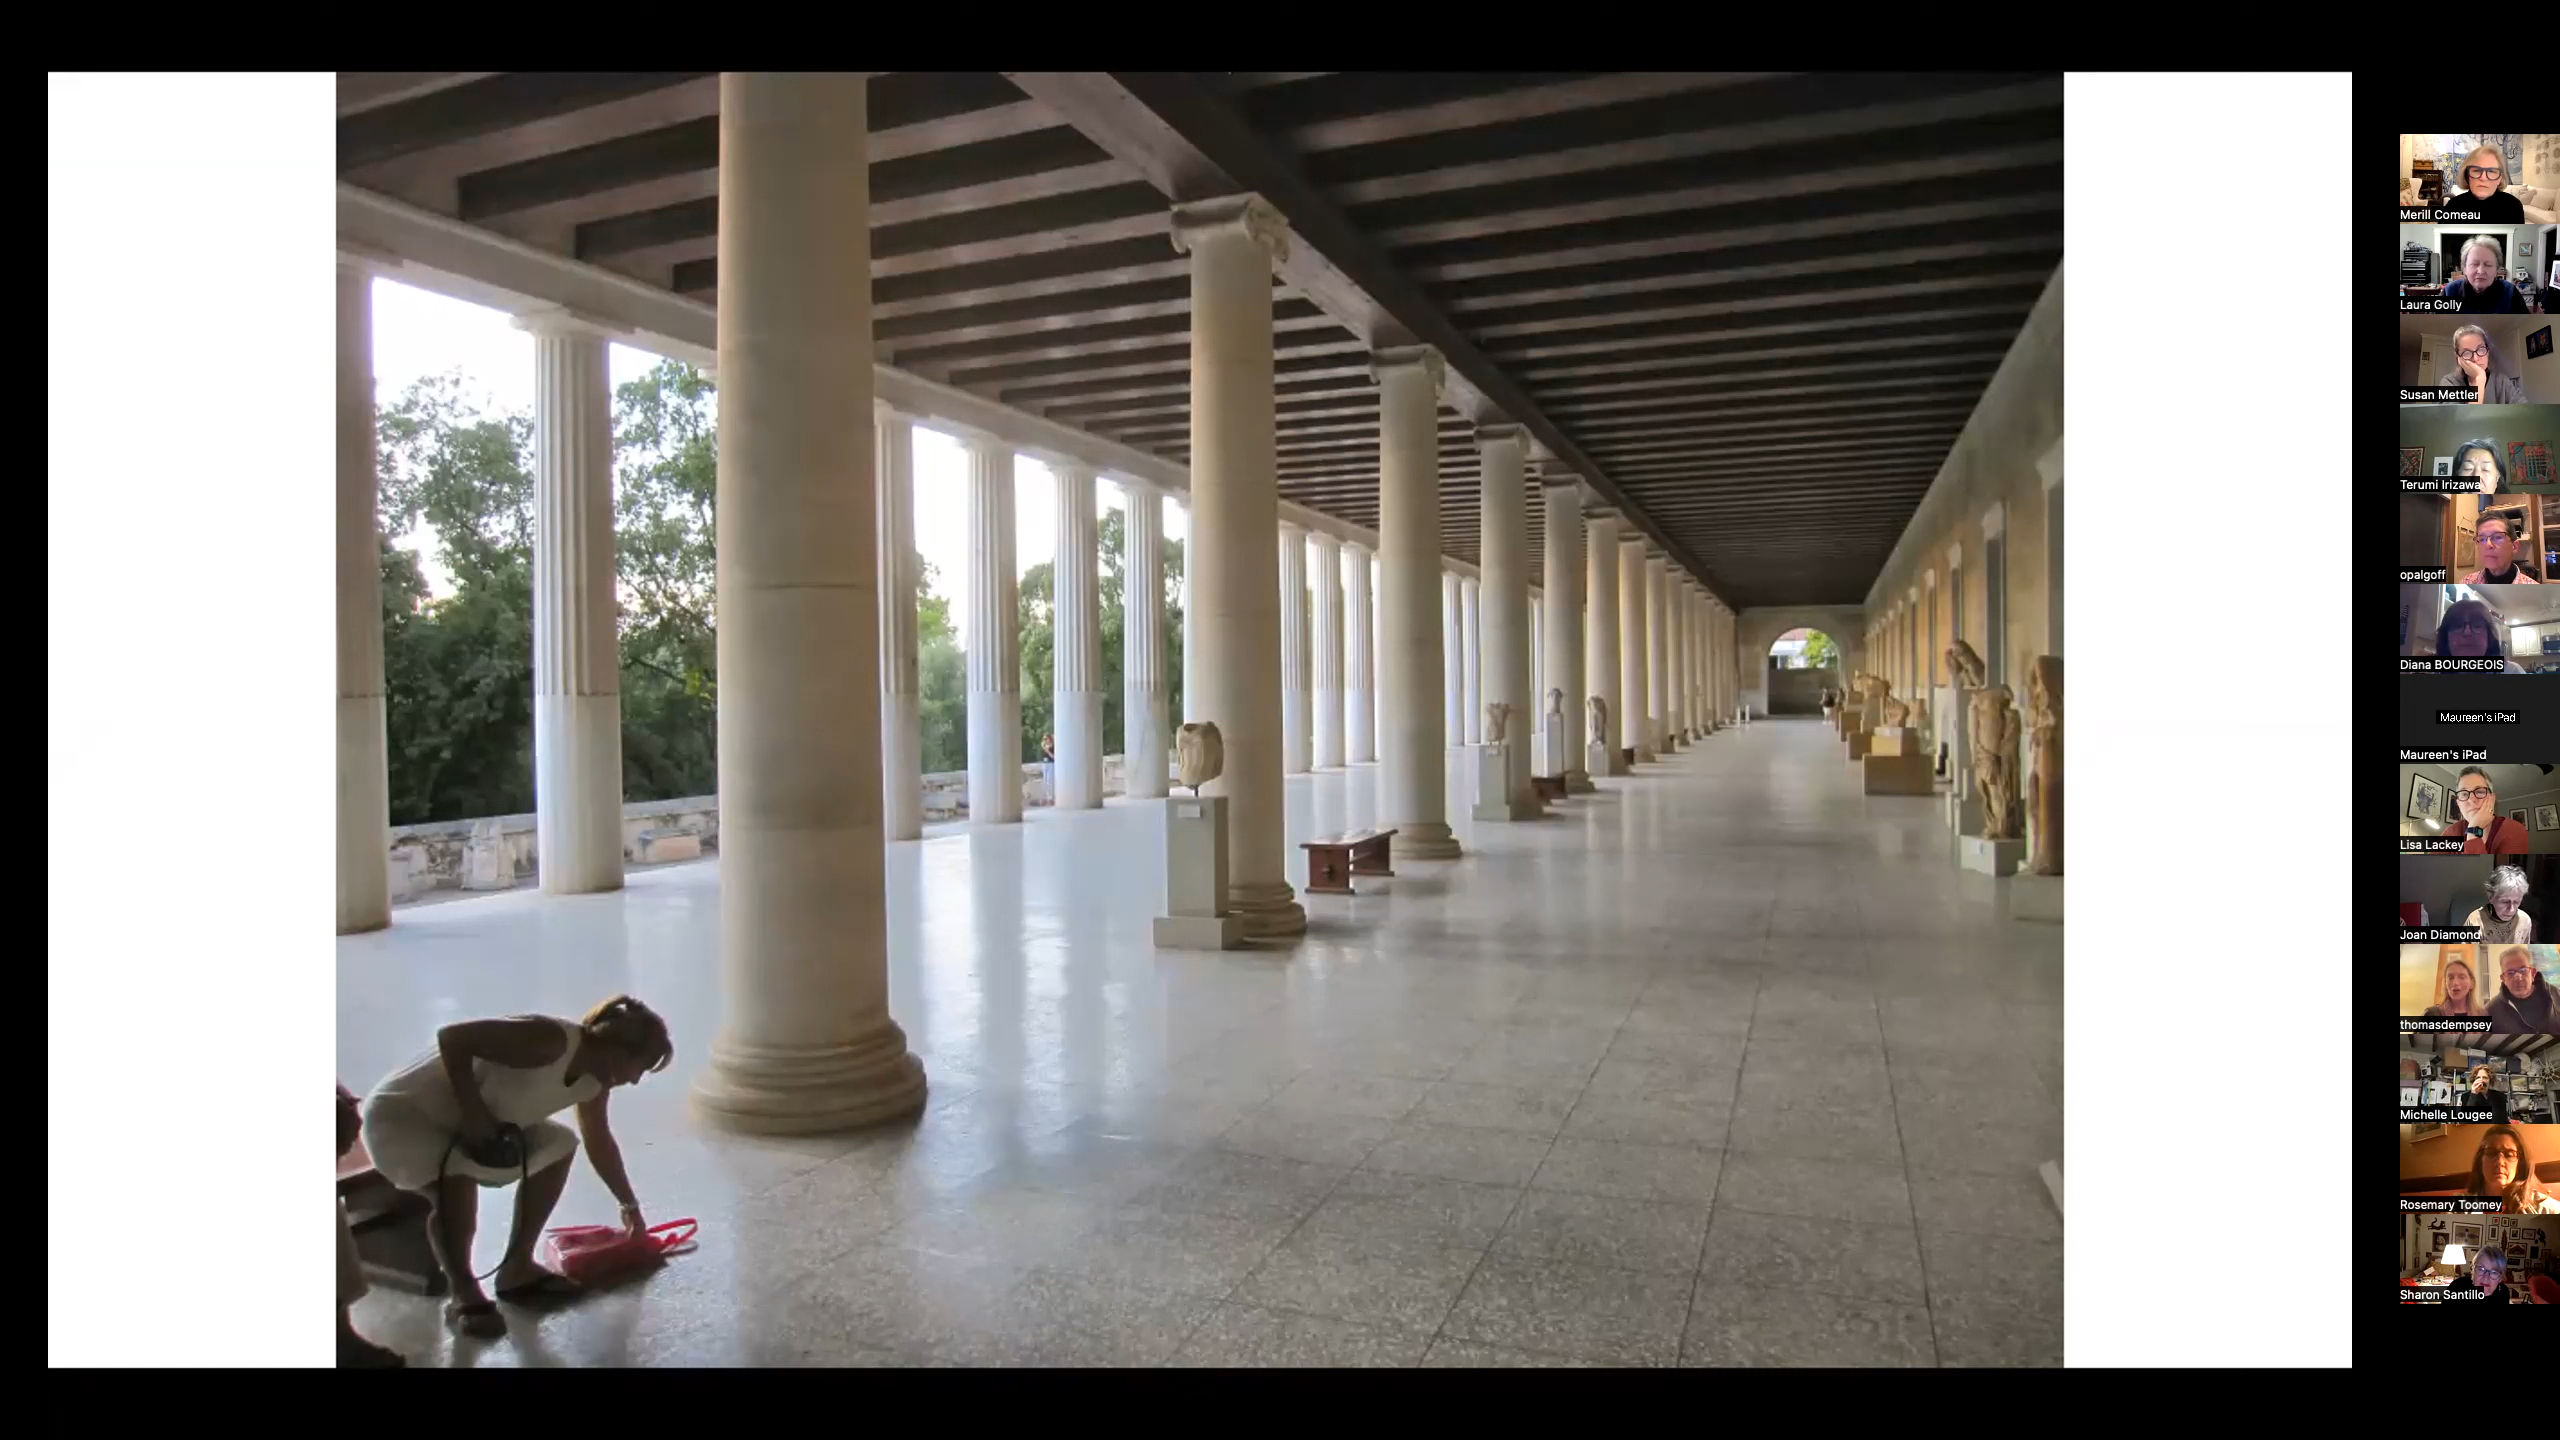 Merill Comeau
Laura Golly
Susan Mettler
Terumi Irizawa
opalgoff
Diana BOURGEOIS
Maureen's iPad
Maureen's iPad
Lisa Lackey
Joan Diamond
thomasdempsey
Michelle Lougee
Rosemary Toomey
Sharon Santillo